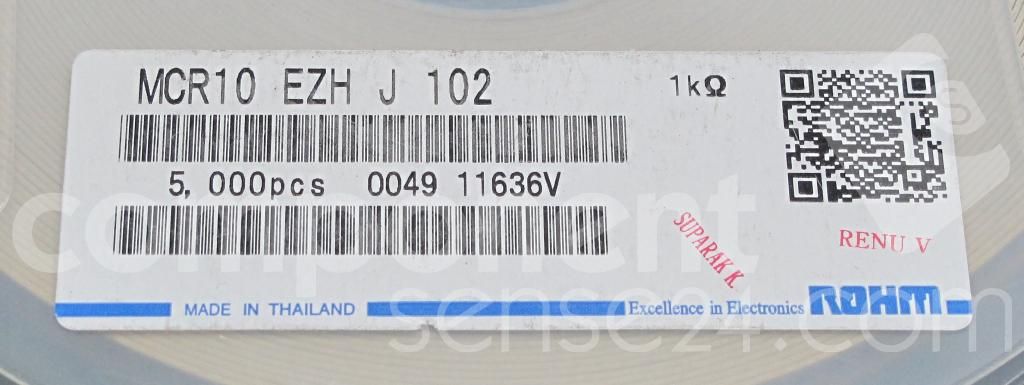 MCR10 EZH J 102 1kΩ
5,000pcs 0049 11636V
SUPARAK K.
RENU V
MADE IN THAILAND Excellence in Electronics ROHM
component
sense24.com